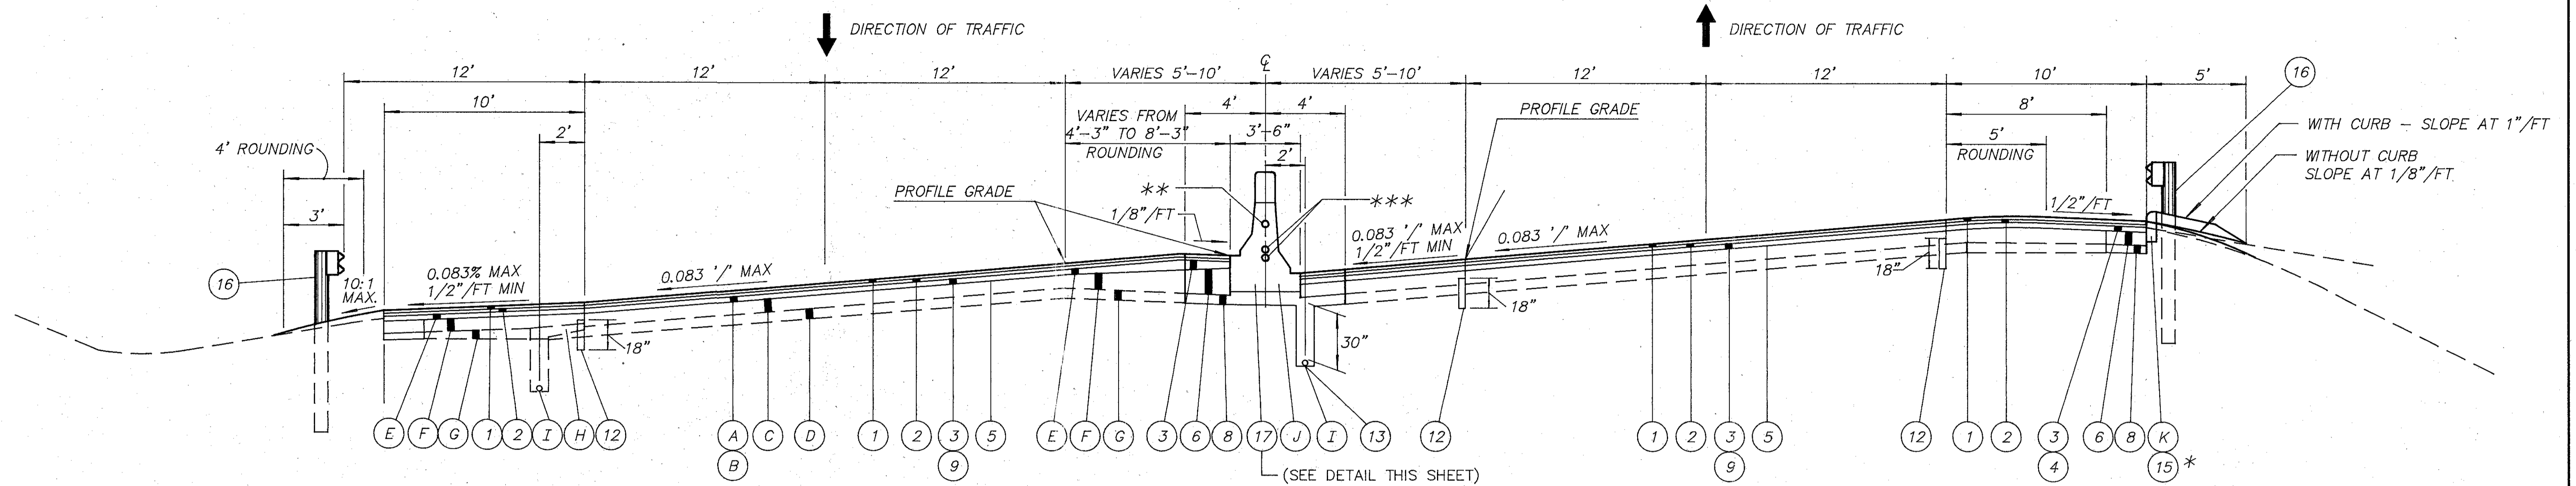 DIRECTION OF TRAFFIC
DIRECTION OF TRAFFIC
12'
12'
12'
VARIES 5'-10'
℄
VARIES 5'-10'
12'
12'
10'
5'
16
10'
4'
4'
PROFILE GRADE
8'
WITH CURB - SLOPE AT 1"/FT
2'
VARIES FROM
4'-3" TO 8'-3"
ROUNDING
3'-6"
5'
ROUNDING
WITHOUT CURB
SLOPE AT 1/8"/FT
4' ROUNDING
2'
PROFILE GRADE
**
***
3'
1/8"/FT
1/2"/FT
0.083 '/' MAX
1/2"/FT MIN
0.083 '/' MAX
16
10:1
MAX.
0.083% MAX
1/2"/FT MIN
0.083 '/' MAX
18"
18"
18"
30"
E F G 1 2 I H 12 A C D 1 2 3 5 E F G 3 6 8 17 J I 13 12 1 2 3 5 12 1 2 3 6 8 K
B 9 9 4 15 *
(SEE DETAIL THIS SHEET)